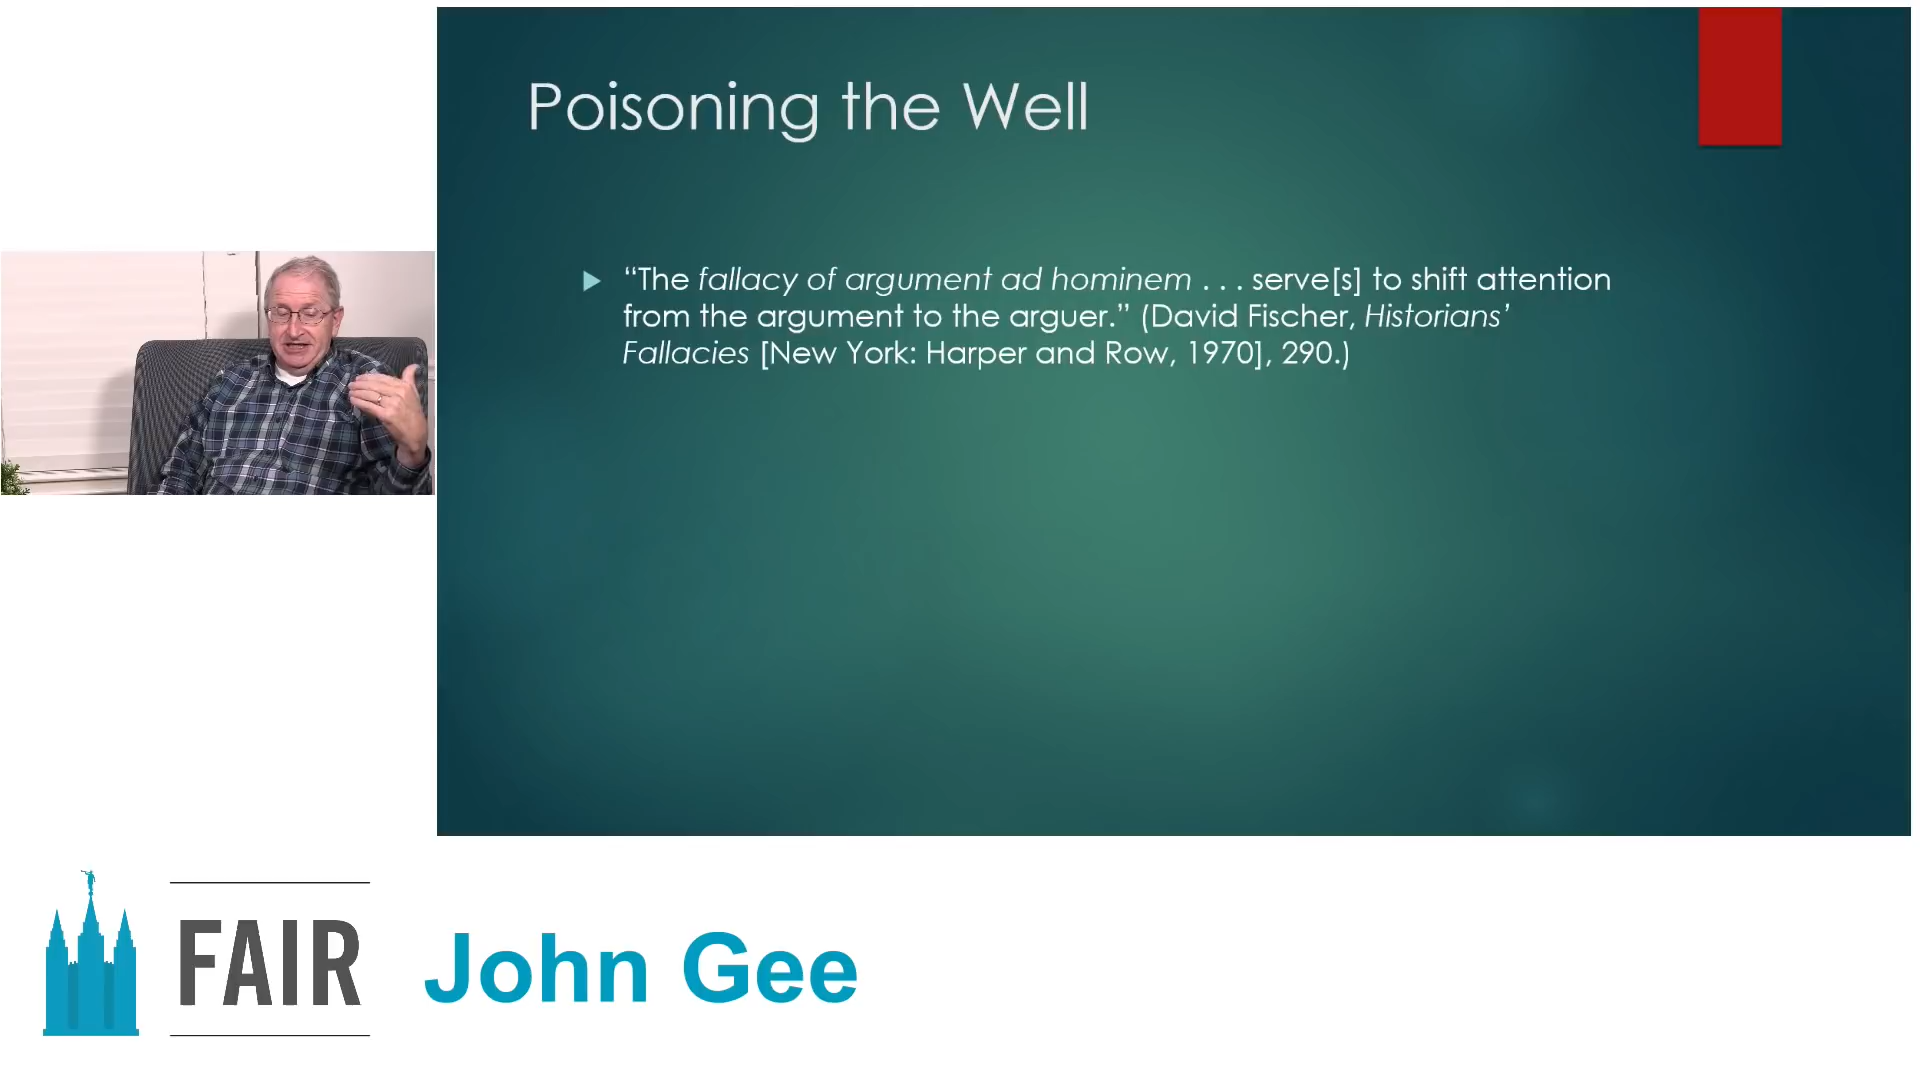 Poisoning the Well
“The fallacy of argument ad hominem . . . serve[s] to shift attention
from the argument to the arguer.” (David Fischer, Historians’
Fallacies [New York: Harper and Row, 1970], 290.)
FAIR
John Gee